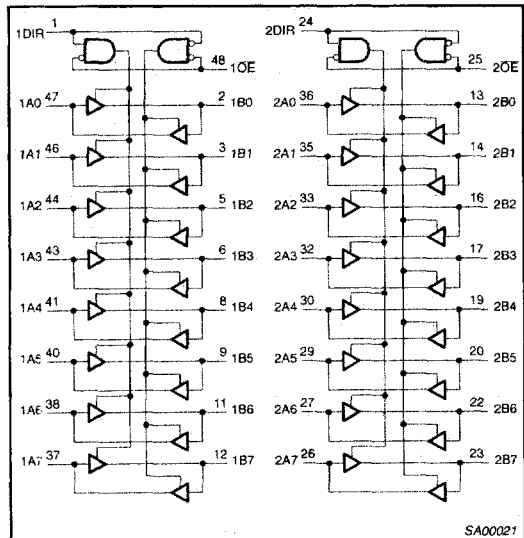 1DIR 1 2DIR 24
48 1OE 25 2OE
1A0 47 2 1B0 2A0 36 13 2B0
1A1 46 3 1B1 2A1 35 14 2B1
1A2 44 5 1B2 2A2 33 16 2B2
1A3 43 6 1B3 2A3 32 17 2B3
1A4 41 8 1B4 2A4 30 19 2B4
1A5 40 9 1B5 2A5 29 20 2B5
1A6 38 11 1B6 2A6 27 22 2B6
1A7 37 12 1B7 2A7 26 23 2B7
SA00021